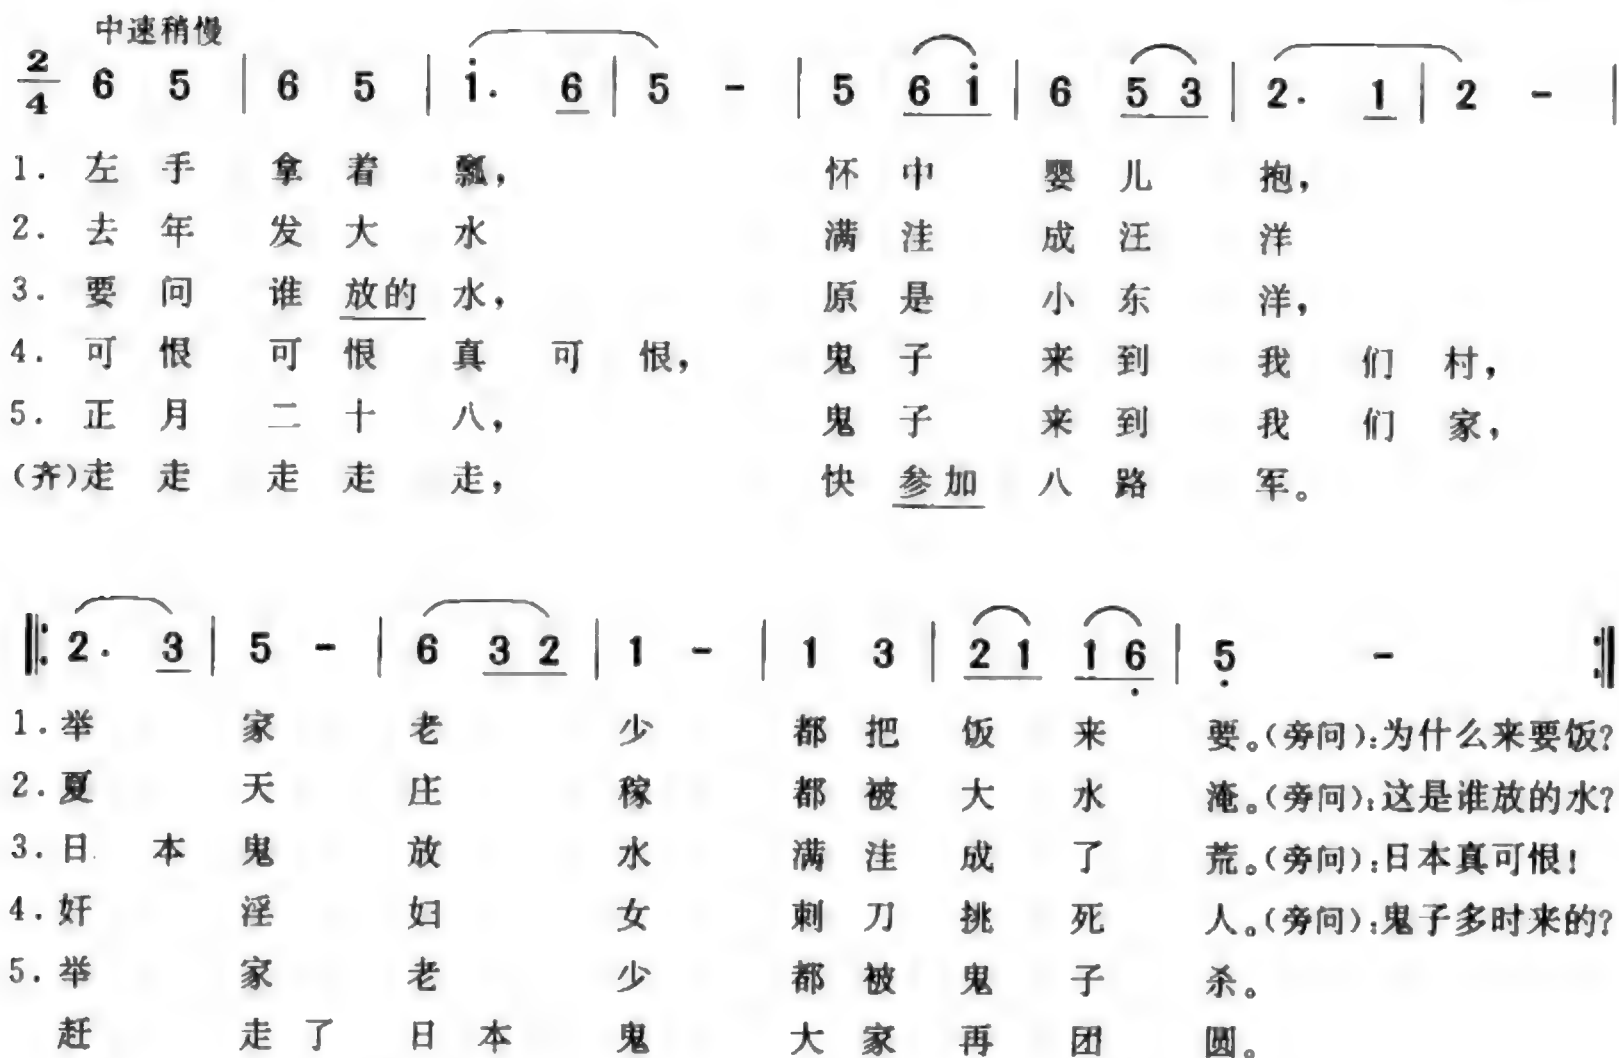 中速稍慢
2/4 6 5 | 6 5 | i. 6 | 5 - | 5 6 i | 6 5 3 | 2. 1 | 2 - |
1. 左手拿着瓢， 怀中婴儿抱，
2. 去年发大水 满洼成汪洋
3. 要问谁放的水， 原是小东洋，
4. 可恨可恨真可恨， 鬼子来到我们村，
5. 正月二十八， 鬼子来到我们家，
(齐)走走走走走， 快参加八路军。
‖: 2. 3 | 5 - | 6 3 2 | 1 - | 1 3 | 2 1 1 6̣ | 5̣ - :‖
1. 举家老少都把饭来要。(旁问):为什么来要饭?
2. 夏天庄稼都被大水淹。(旁问):这是谁放的水?
3. 日本鬼放水满洼成了荒。(旁问):日本真可恨!
4. 奸淫妇女刺刀挑死人。(旁问):鬼子多时来的?
5. 举家老少都被鬼子杀。
赶走了日本鬼大家再团圆。